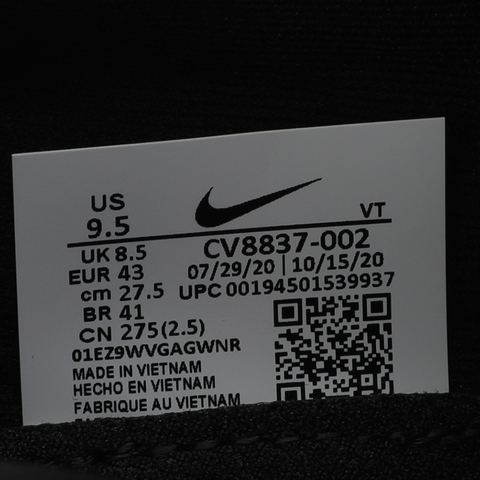 US
9.5
VT
UK 8.5
CV8837-002
EUR 43
07/29/20 | 10/15/20
cm 27.5
UPC 00194501539937
BR 41
CN 275(2.5)
01EZ9WVGAGWNR
MADE IN VIETNAM
HECHO EN VIETNAM
FABRIQUE AU VIETNAM